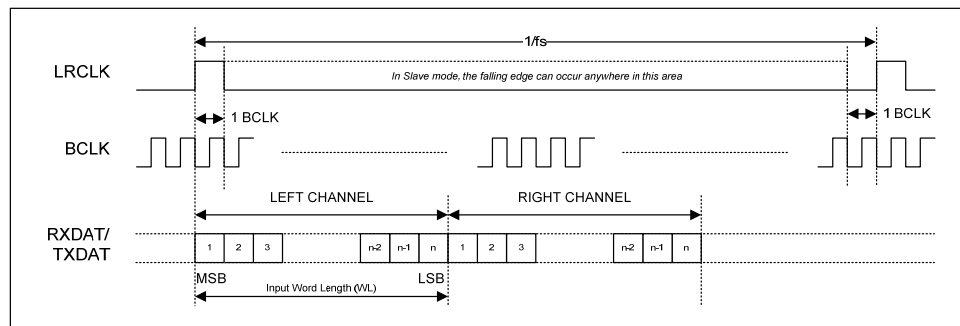 1/fs
LRCLK
In Slave mode, the falling edge can occur anywhere in this area
1 BCLK
1 BCLK
BCLK
LEFT CHANNEL
RIGHT CHANNEL
RXDAT/
TXDAT
1 2 3 n-2 n-1 n 1 2 3 n-2 n-1 n
MSB LSB
Input Word Length (WL)